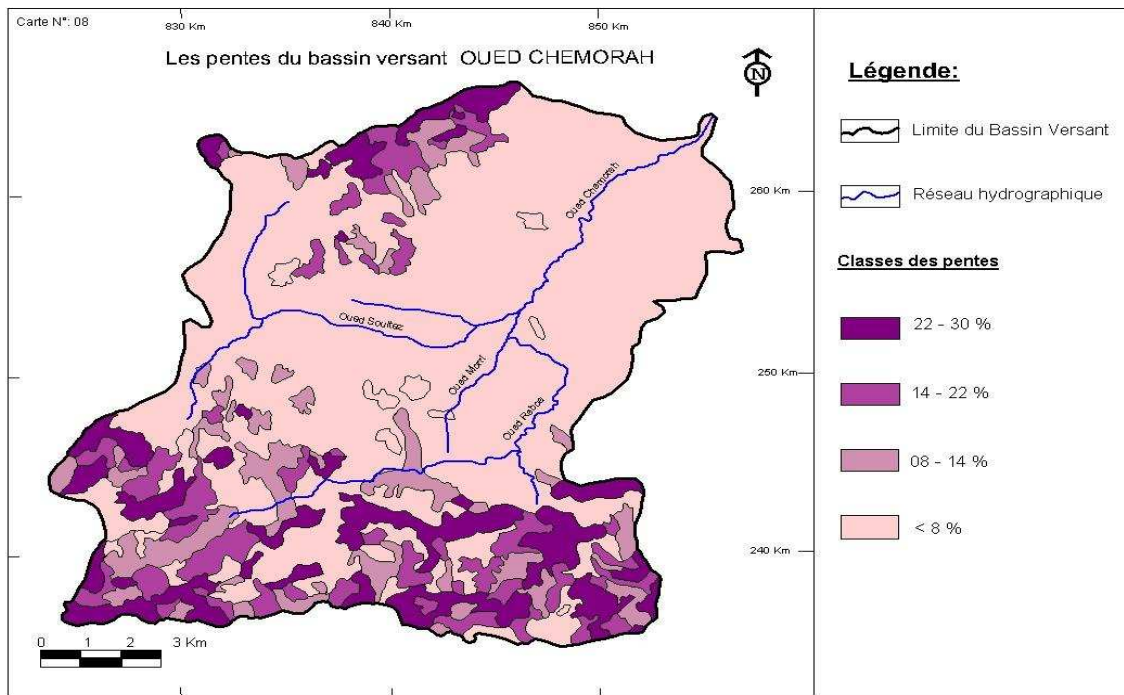 Carte N°: 08
830 Km
840 Km
850 Km
Les pentes du bassin versant OUED CHEMORAH
N
Oued Chemorah
260 Km
Oued Soultez
Oued Morri
Oued Reboa
250 Km
240 Km
0 1 2 3 Km
Légende:
Limite du Bassin Versant
Réseau hydrographique
Classes des pentes
22 - 30 %
14 - 22 %
08 - 14 %
< 8 %